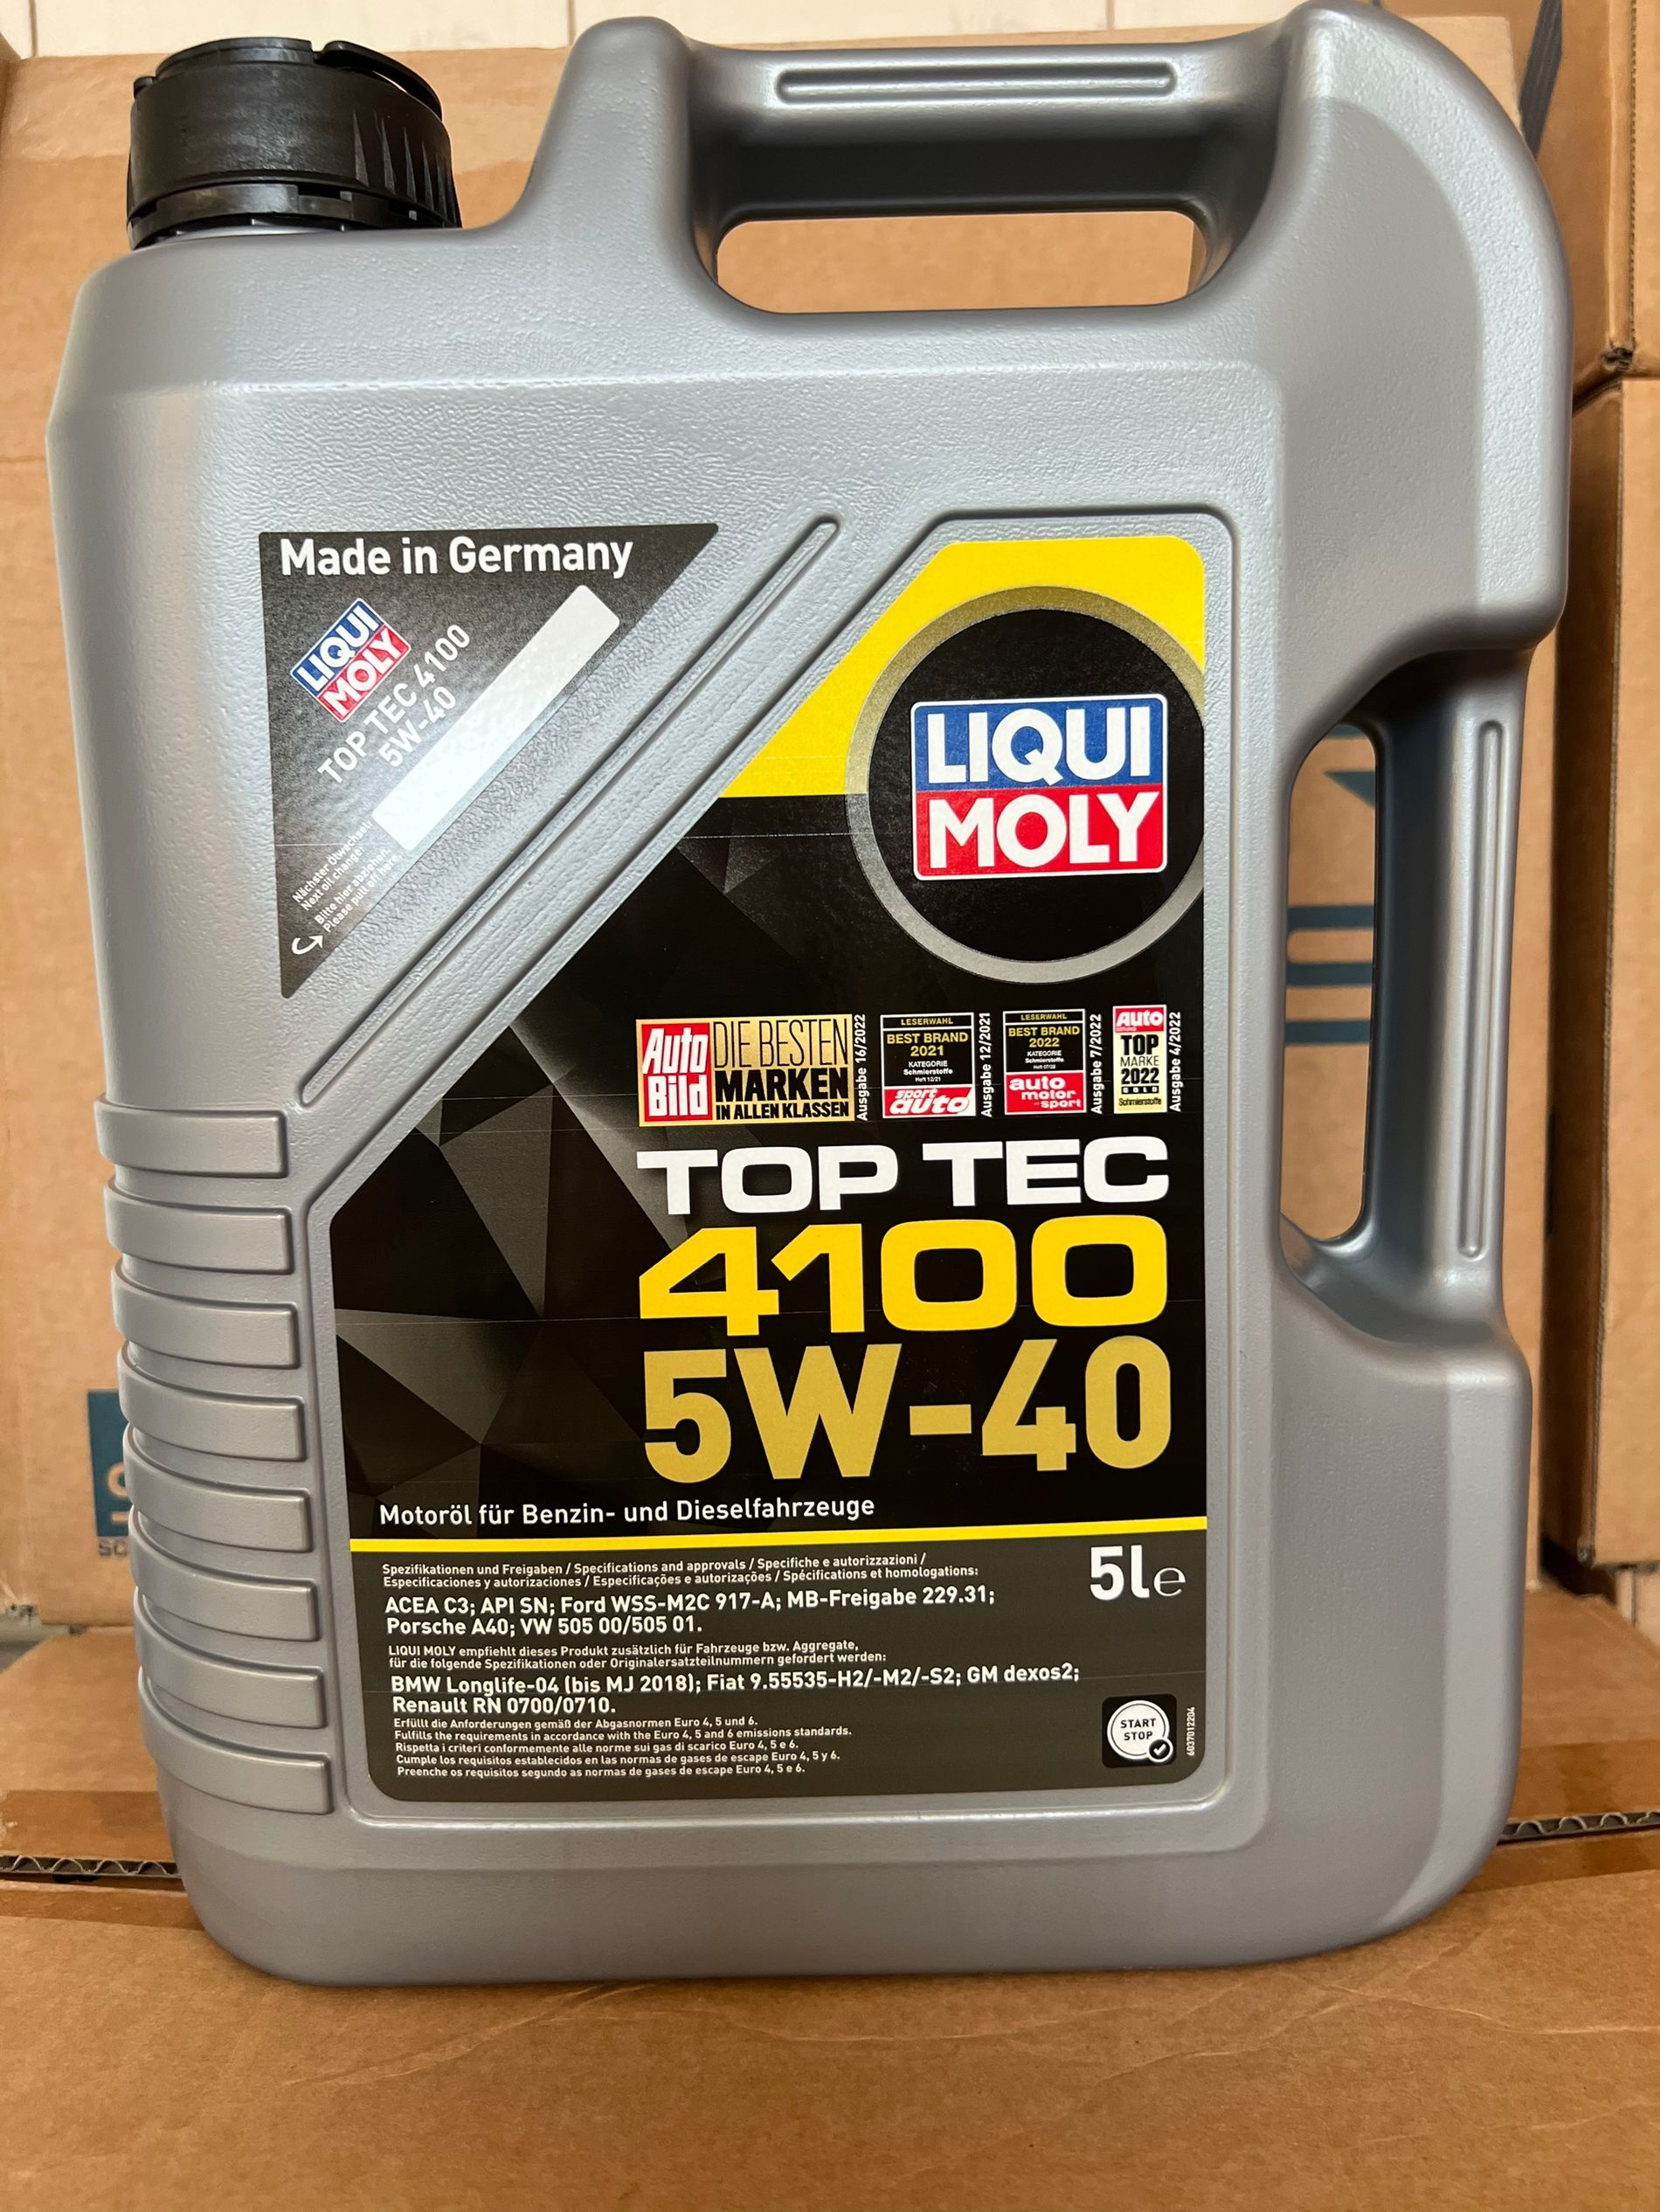 Made in Germany
LIQUI
MOLY
TOP TEC 4100
5W-40
Nächster Ölwechsel
Next oil change
Bitte hier abziehen.
Please pull off here.
LIQUI
MOLY
Auto
Bild
DIE BESTEN
MARKEN
IN ALLEN KLASSEN
Ausgabe 16/2022
LESERWAHL
BEST BRAND
2021
KATEGORIE
Schmierstoffe
Heft 12/21
sport
auto
Ausgabe 12/2021
LESERWAHL
BEST BRAND
2022
KATEGORIE
Schmierstoffe
Heft 07/22
auto
motor
sport
Ausgabe 7/2022
Auto
ZEITUNG
TOP
MARKE
2022
GOLD
Schmierstoffe
Ausgabe 4/2022
TOP TEC
4100
5W-40
Motoröl für Benzin- und Dieselfahrzeuge
Spezifikationen und Freigaben / Specifications and approvals / Specifiche e autorizzazioni /
Especificaciones y autorizaciones / Especificações e autorizações / Spécifications et homologations:
5l e
ACEA C3; API SN; Ford WSS-M2C 917-A; MB-Freigabe 229.31;
Porsche A40; VW 505 00/505 01.
LIQUI MOLY empfiehlt dieses Produkt zusätzlich für Fahrzeuge bzw. Aggregate,
für die folgende Spezifikationen oder Originalersatzteilnummern gefordert werden:
BMW Longlife-04 (bis MJ 2018); Fiat 9.55535-H2/-M2/-S2; GM dexos2;
Renault RN 0700/0710.
Erfüllt die Anforderungen gemäß der Abgasnormen Euro 4, 5 und 6.
Fulfills the requirements in accordance with the Euro 4, 5 and 6 emissions standards.
Rispetta i criteri conformemente alle norme sui gas di scarico Euro 4, 5 e 6.
Cumple los requisitos establecidos en las normas de gases de escape Euro 4, 5 y 6.
Preenche os requisitos segundo as normas de gases de escape Euro 4, 5 e 6.
START
STOP
6037012204